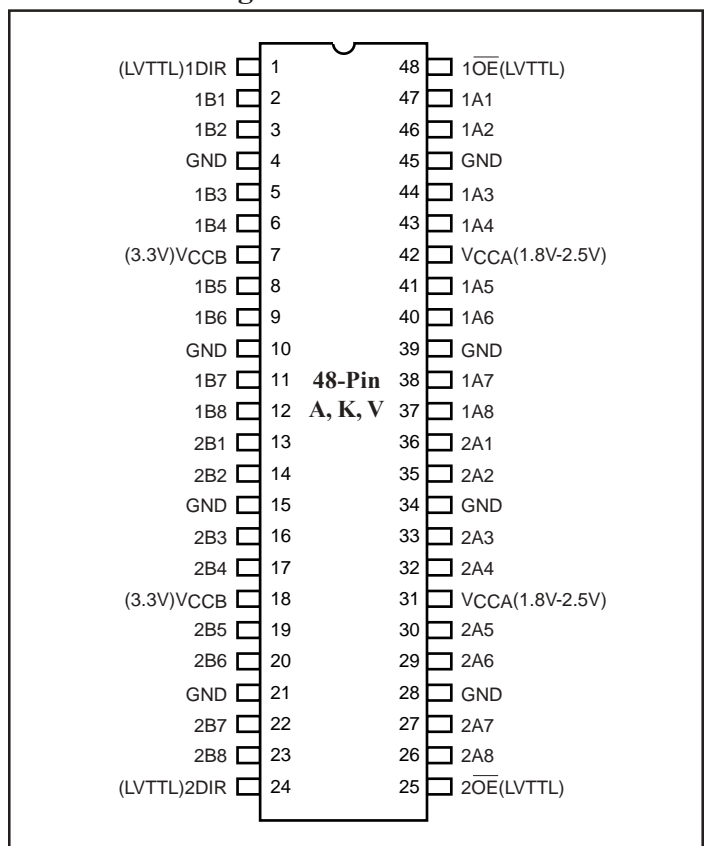 (LVTTL)1DIR 1 48 1O̅E̅(LVTTL)
1B1 2 47 1A1
1B2 3 46 1A2
GND 4 45 GND
1B3 5 44 1A3
1B4 6 43 1A4
(3.3V)VCCB 7 42 VCCA(1.8V-2.5V)
1B5 8 41 1A5
1B6 9 40 1A6
GND 10 39 GND
1B7 11 48-Pin 38 1A7
1B8 12 A, K, V 37 1A8
2B1 13 36 2A1
2B2 14 35 2A2
GND 15 34 GND
2B3 16 33 2A3
2B4 17 32 2A4
(3.3V)VCCB 18 31 VCCA(1.8V-2.5V)
2B5 19 30 2A5
2B6 20 29 2A6
GND 21 28 GND
2B7 22 27 2A7
2B8 23 26 2A8
(LVTTL)2DIR 24 25 2O̅E̅(LVTTL)